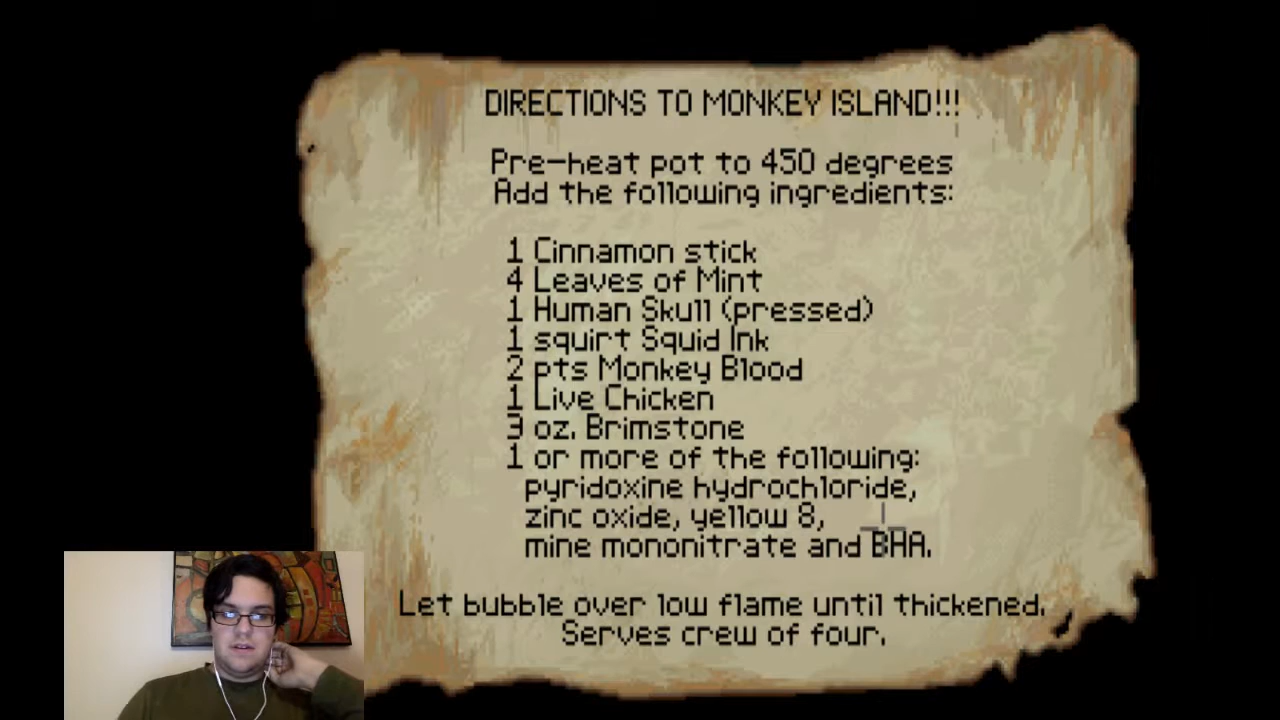 DIRECTIONS TO MONKEY ISLAND!!!
Pre-heat pot to 450 degrees
Add the following ingredients:
1 Cinnamon stick
4 Leaves of Mint
1 Human Skull (pressed)
1 squirt Squid Ink
2 pts Monkey Blood
1 Live Chicken
3 oz. Brimstone
1 or more of the following:
pyridoxine hydrochloride,
zinc oxide, yellow 8,
mine mononitrate and BHA.
Let bubble over low flame until thickened.
Serves crew of four.